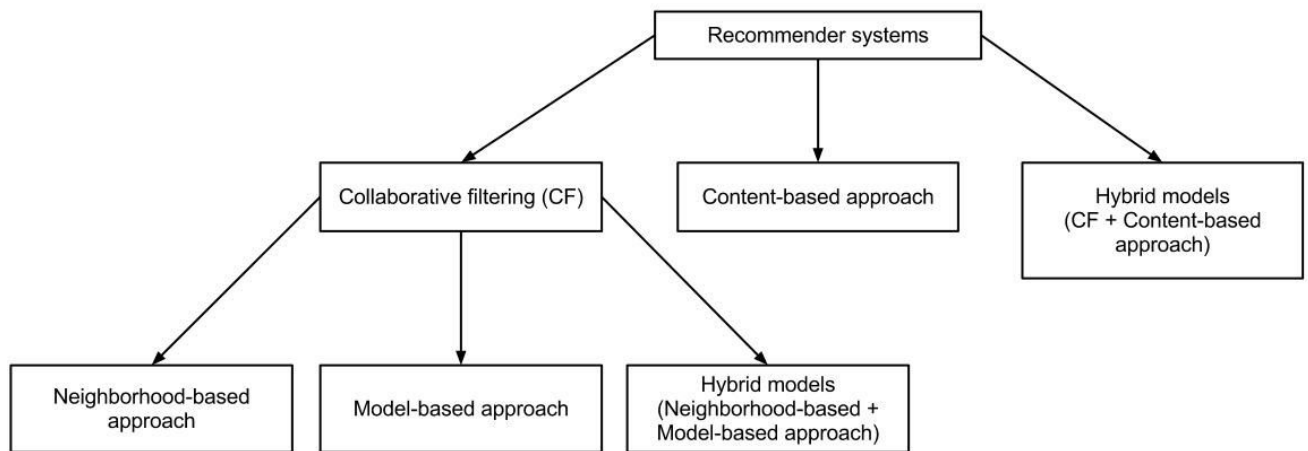 Recommender systems
Collaborative filtering (CF)
Content-based approach
Hybrid models
(CF + Content-based
approach)
Neighborhood-based
approach
Model-based approach
Hybrid models
(Neighborhood-based +
Model-based approach)